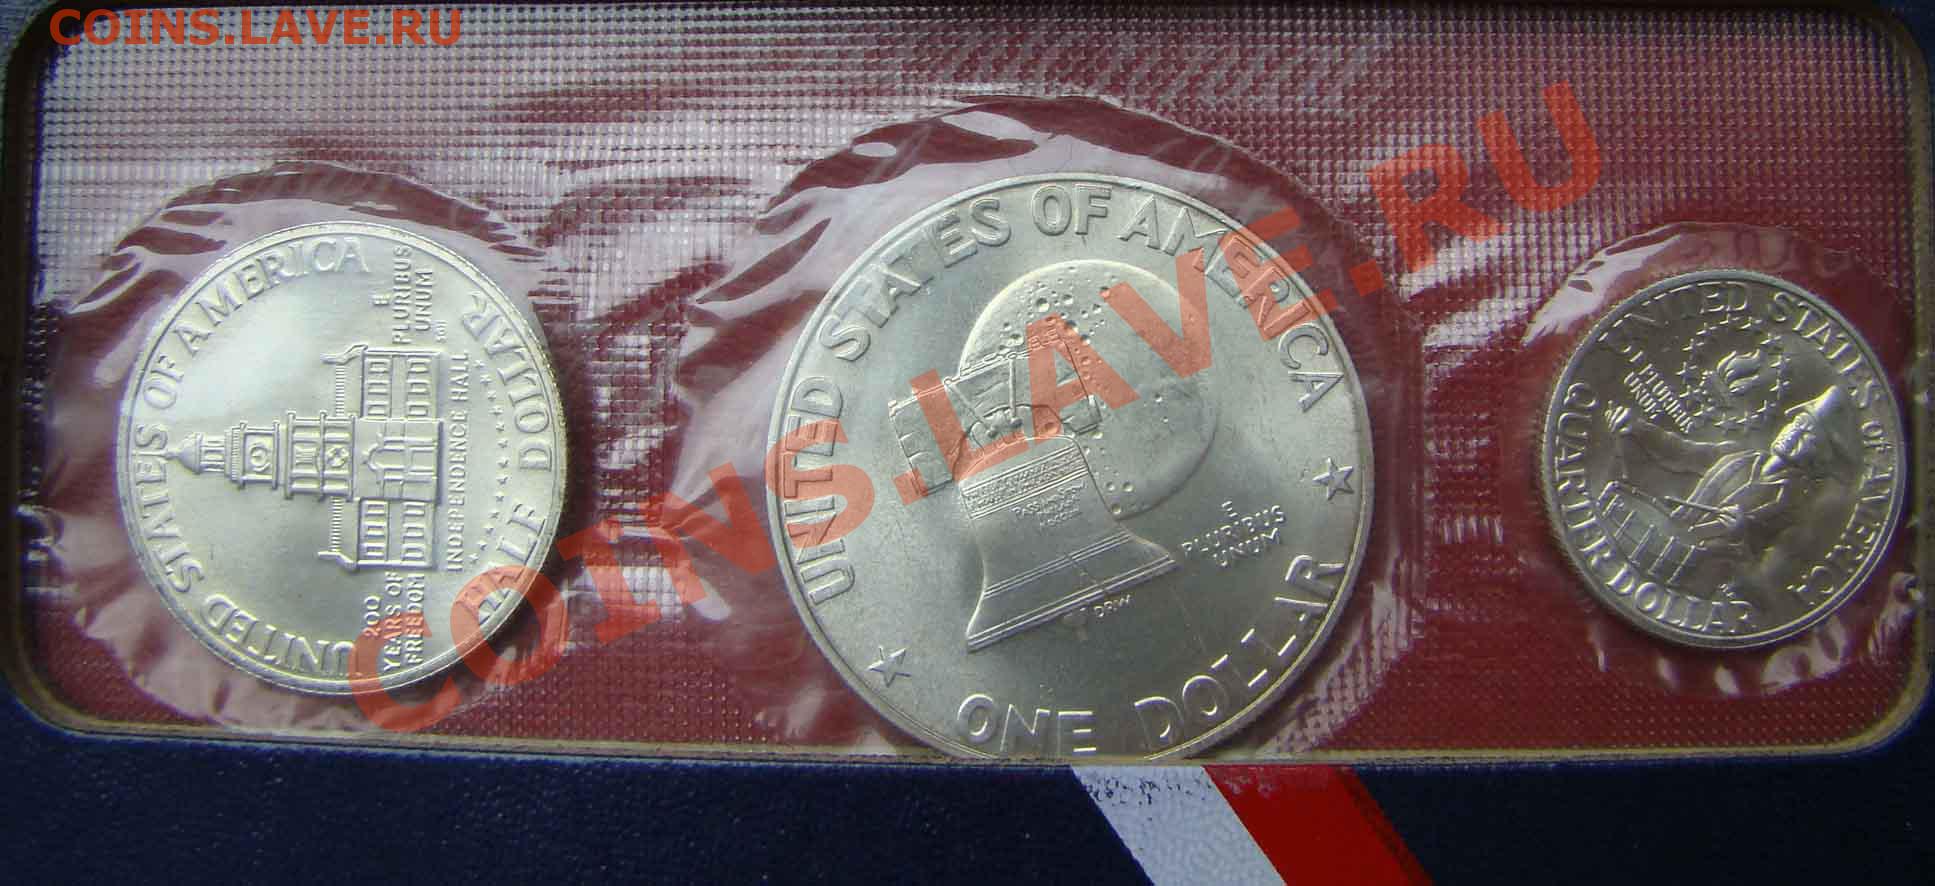 COINS.LAVE.RU
UNITED STATES OF AMERICA
E
PLURIBUS
UNUM
200
YEARS OF
FREEDOM
INDEPENDENCE HALL
HALF DOLLAR
UNITED STATES OF AMERICA
E
PLURIBUS
UNUM
DRW
ONE DOLLAR
UNITED STATES OF AMERICA
E
PLURIBUS
UNUM
QUARTER DOLLAR
COINS.LAVE.RU